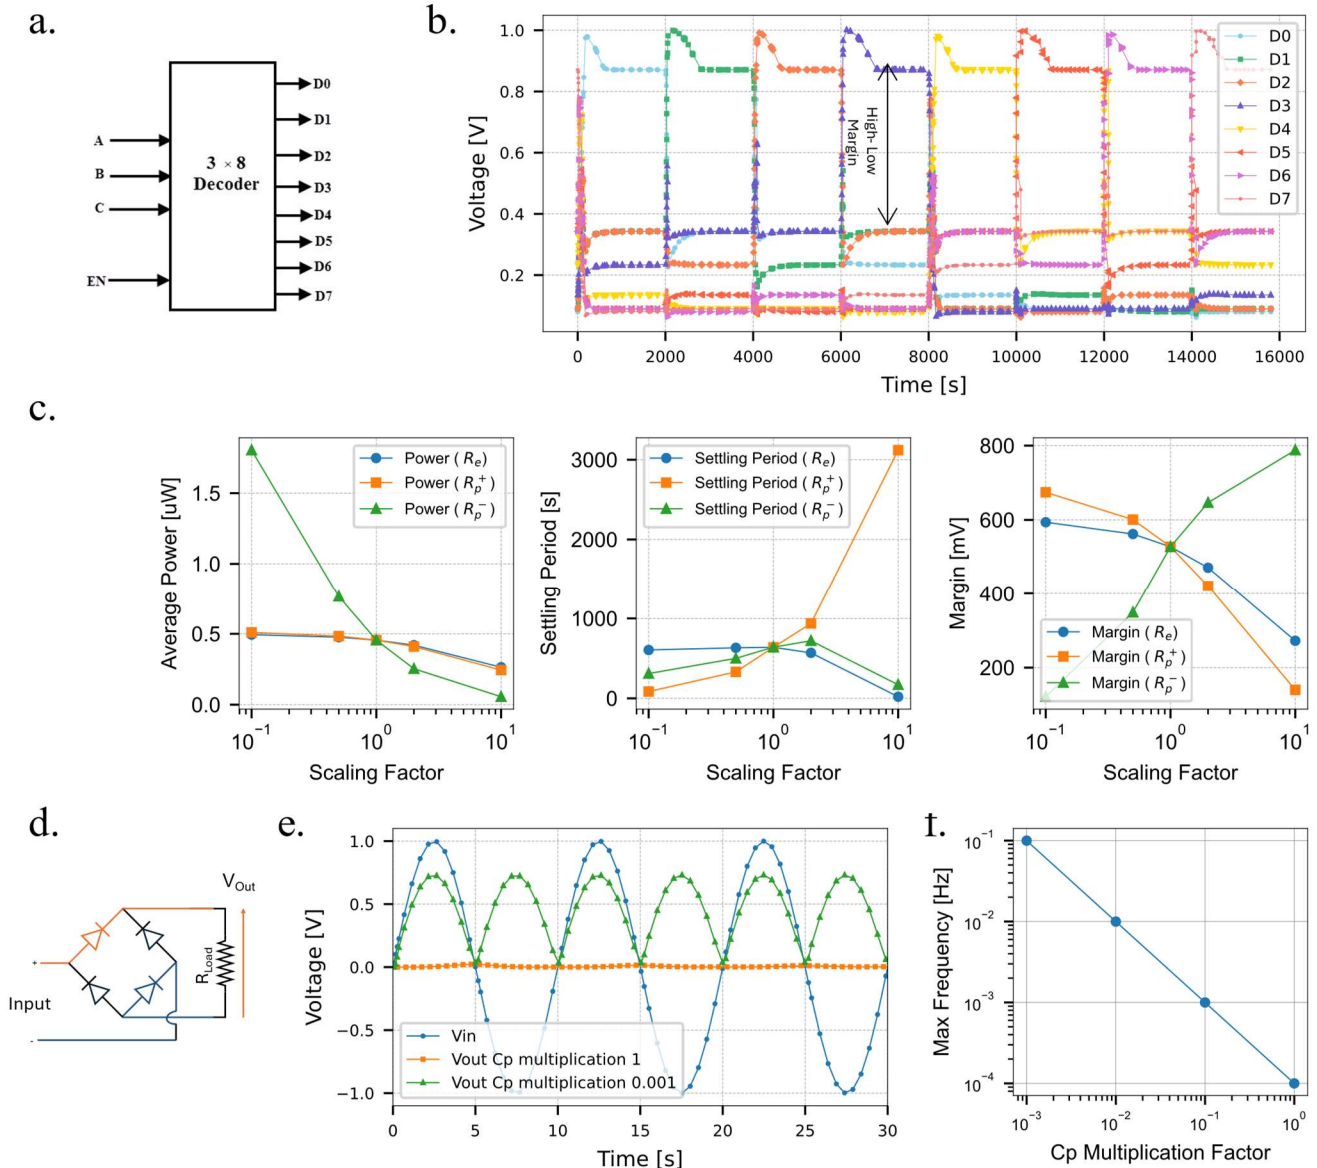 a.
A
B
C
EN
3 × 8
Decoder
D0
D1
D2
D3
D4
D5
D6
D7
b.
Voltage [V]
1.0
0.8
0.6
0.4
0.2
High-Low
Margin
D0
D1
D2
D3
D4
D5
D6
D7
0 2000 4000 6000 8000 10000 12000 14000 16000
Time [s]
c.
Average Power [uW]
1.5
1.0
0.5
0.0
Power ( Rₑ)
Power ( Rₚ⁺)
Power ( Rₚ⁻)
10⁻¹ 10⁰ 10¹
Scaling Factor
Settling Period [s]
3000
2000
1000
0
Settling Period ( Rₑ)
Settling Period ( Rₚ⁺)
Settling Period ( Rₚ⁻)
10⁻¹ 10⁰ 10¹
Scaling Factor
Margin [mV]
800
600
400
200
Margin ( Rₑ)
Margin ( Rₚ⁺)
Margin ( Rₚ⁻)
10⁻¹ 10⁰ 10¹
Scaling Factor
d.
V_Out
+
Input
-
R_Load
e.
Voltage [V]
1.0
0.5
0.0
−0.5
−1.0
Vin
Vout Cp multiplication 1
Vout Cp multiplication 0.001
0 5 10 15 20 25 30
Time [s]
f.
Max Frequency [Hz]
10⁻¹
10⁻²
10⁻³
10⁻⁴
10⁻³ 10⁻² 10⁻¹ 10⁰
Cp Multiplication Factor